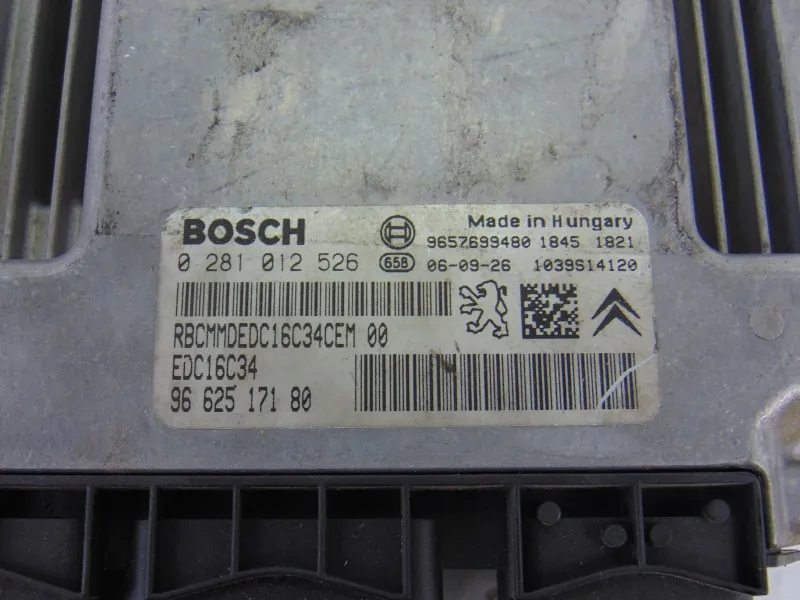 BOSCH
Made in Hungary
9657699480 1845 1821
0 281 012 526 65B 06-09-26 1039S14120
RBCMMDEDC16C34CEM 00
EDC16C34
96 625 171 80